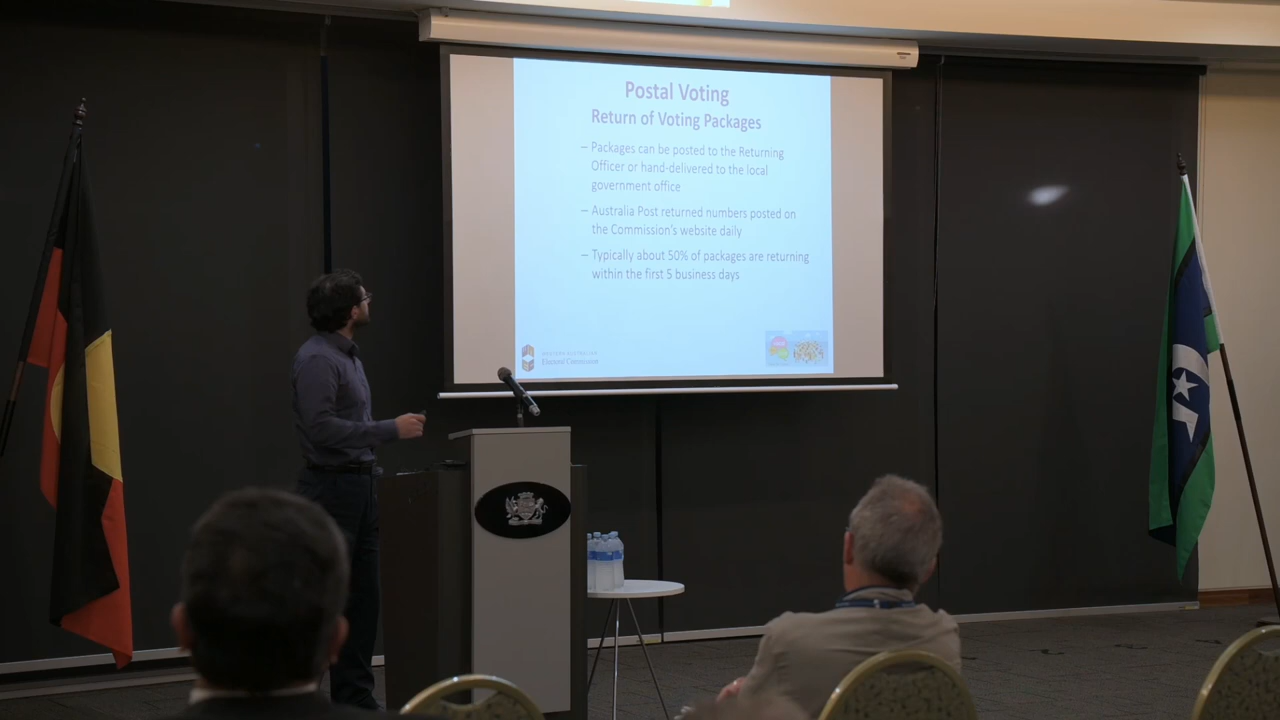 Postal Voting
Return of Voting Packages
– Packages can be posted to the Returning
Officer or hand-delivered to the local
government office
– Australia Post returned numbers posted on
the Commission's website daily
– Typically about 50% of packages are returning
within the first 5 business days
WESTERN AUSTRALIAN
Electoral Commission